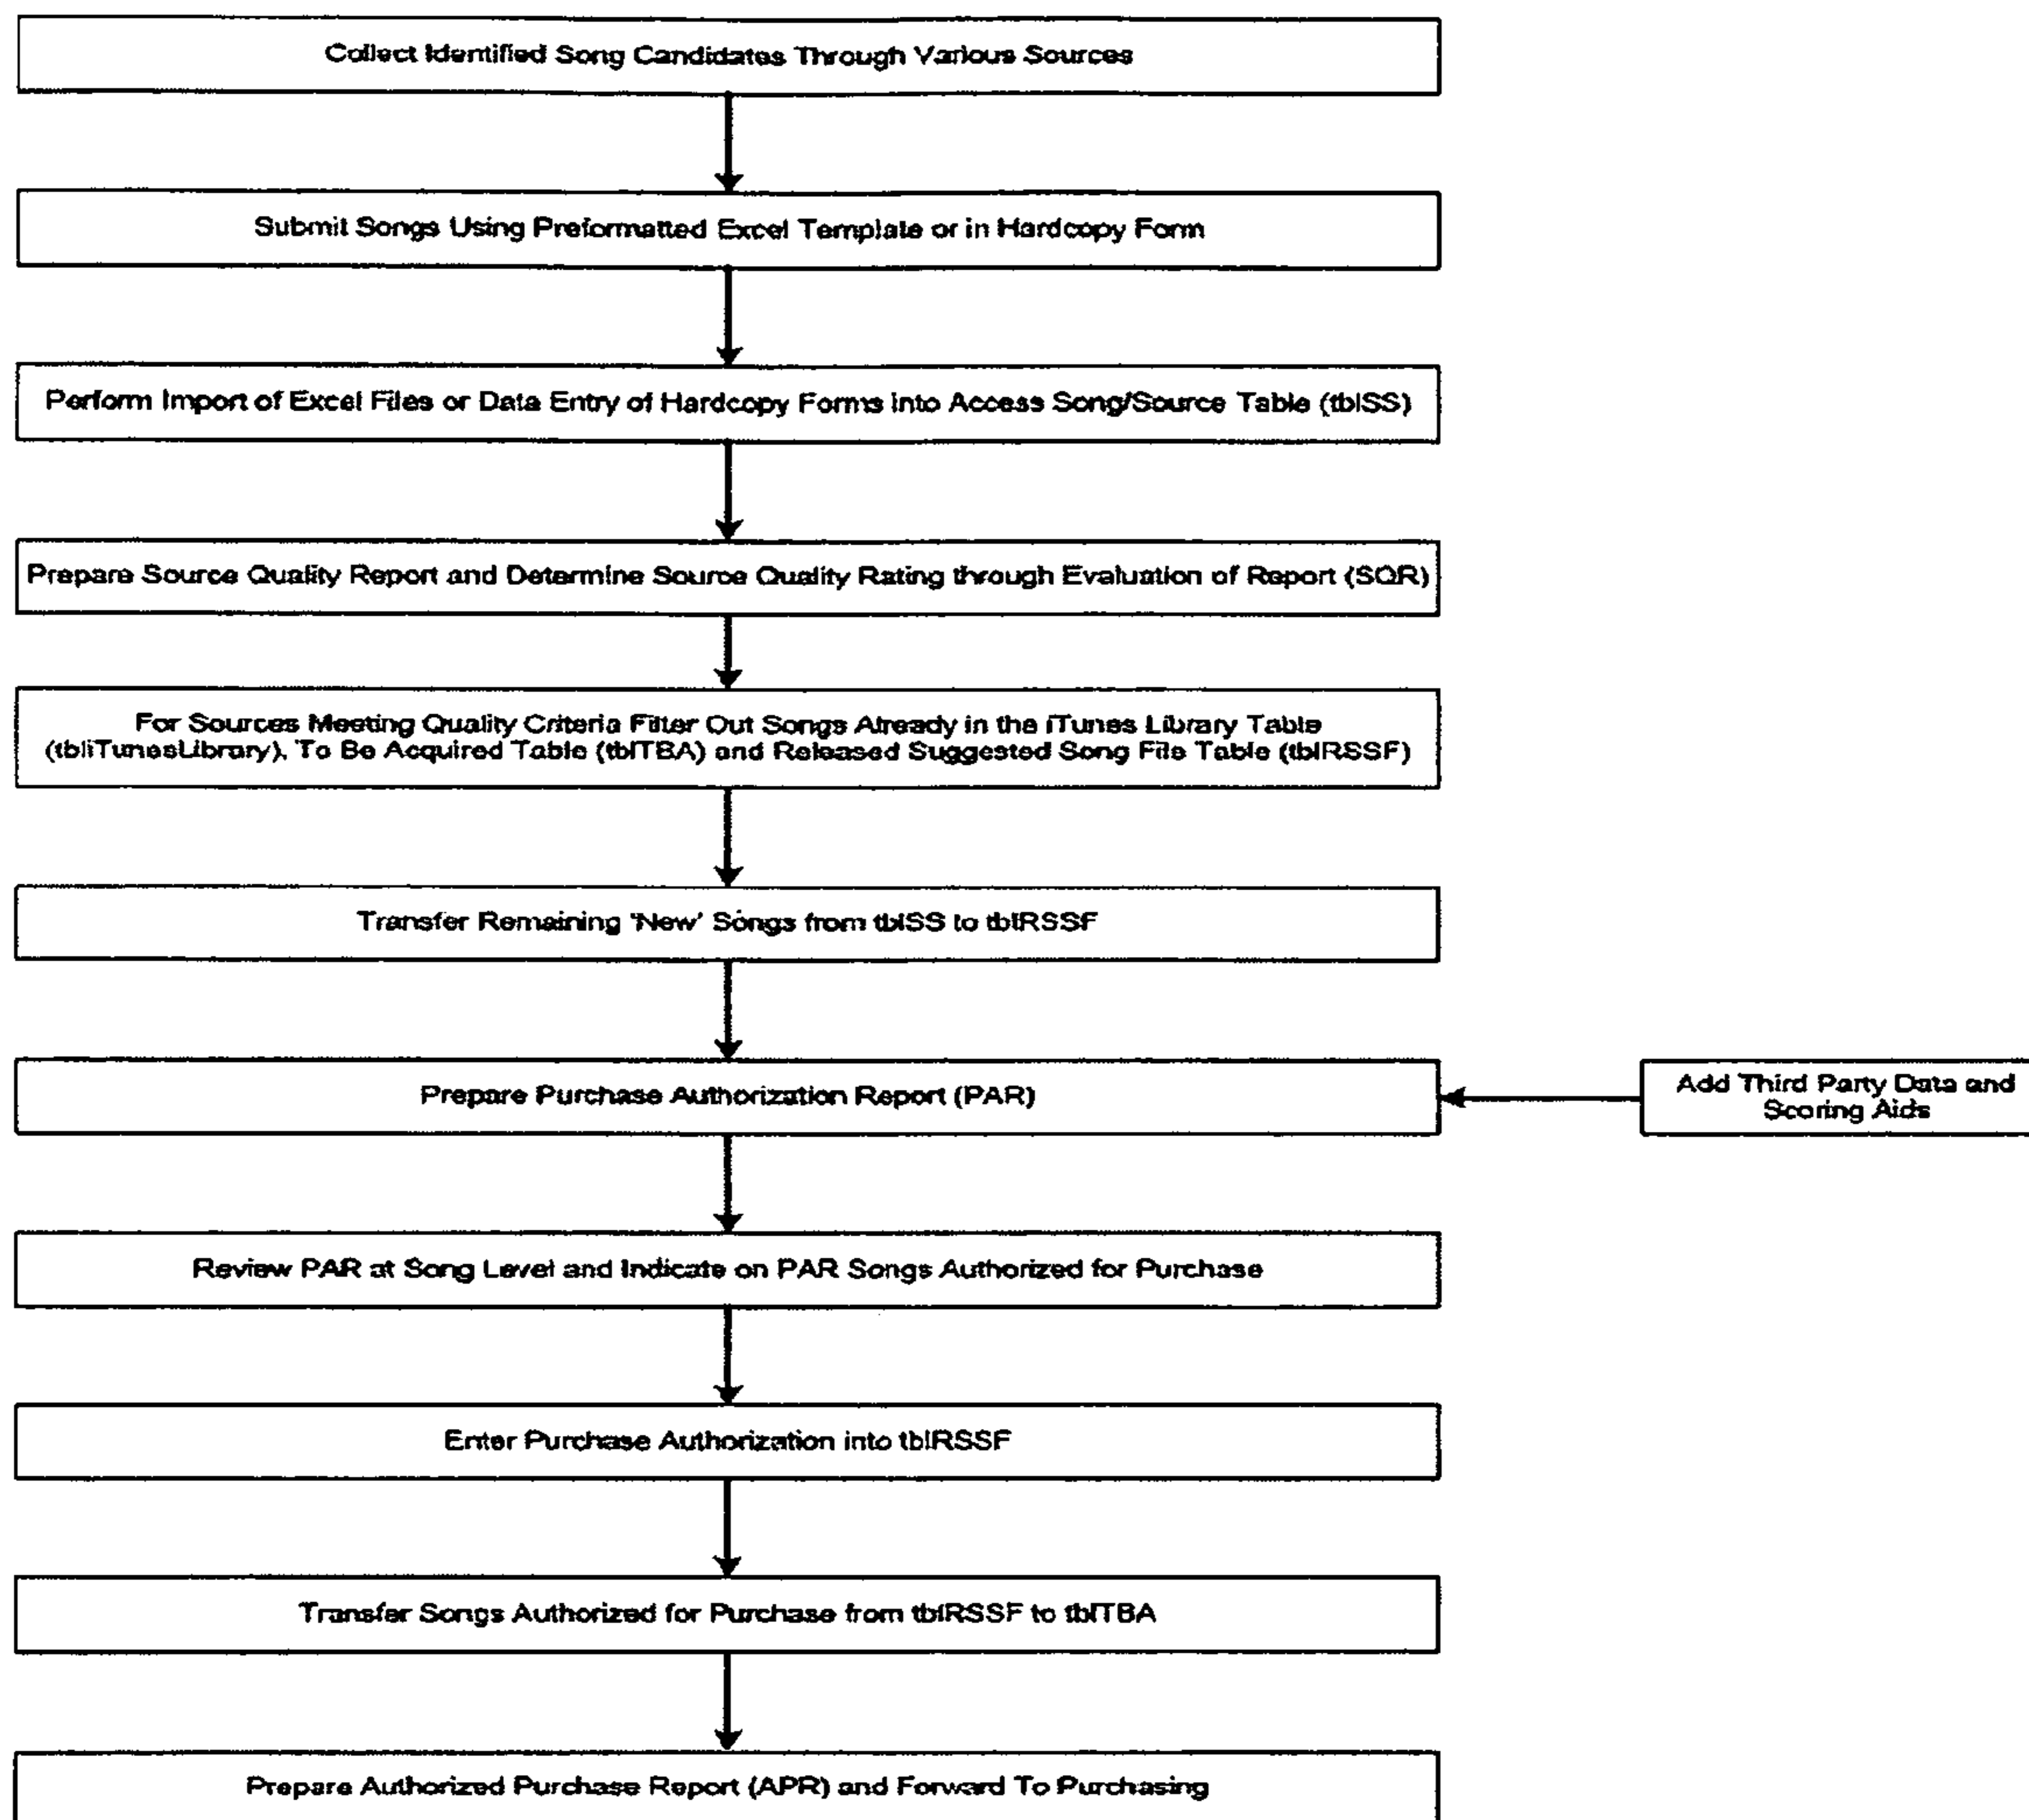 Collect Identified Song Candidates Through Various Sources
Submit Songs Using Preformatted Excel Template or in Hardcopy Form
Perform Import of Excel Files or Data Entry of Hardcopy Forms into Access Song/Source Table (tblSS)
Prepare Source Quality Report and Determine Source Quality Rating through Evaluation of Report (SQR)
For Sources Meeting Quality Criteria Filter Out Songs Already in the iTunes Library Table
(tbliTunesLibrary), To Be Acquired Table (tblTBA) and Released Suggested Song File Table (tblRSSF)
Transfer Remaining 'New' Songs from tblSS to tblRSSF
Prepare Purchase Authorization Report (PAR)
Add Third Party Data and
Scoring Aids
Review PAR at Song Level and Indicate on PAR Songs Authorized for Purchase
Enter Purchase Authorization into tblRSSF
Transfer Songs Authorized for Purchase from tblRSSF to tblTBA
Prepare Authorized Purchase Report (APR) and Forward To Purchasing